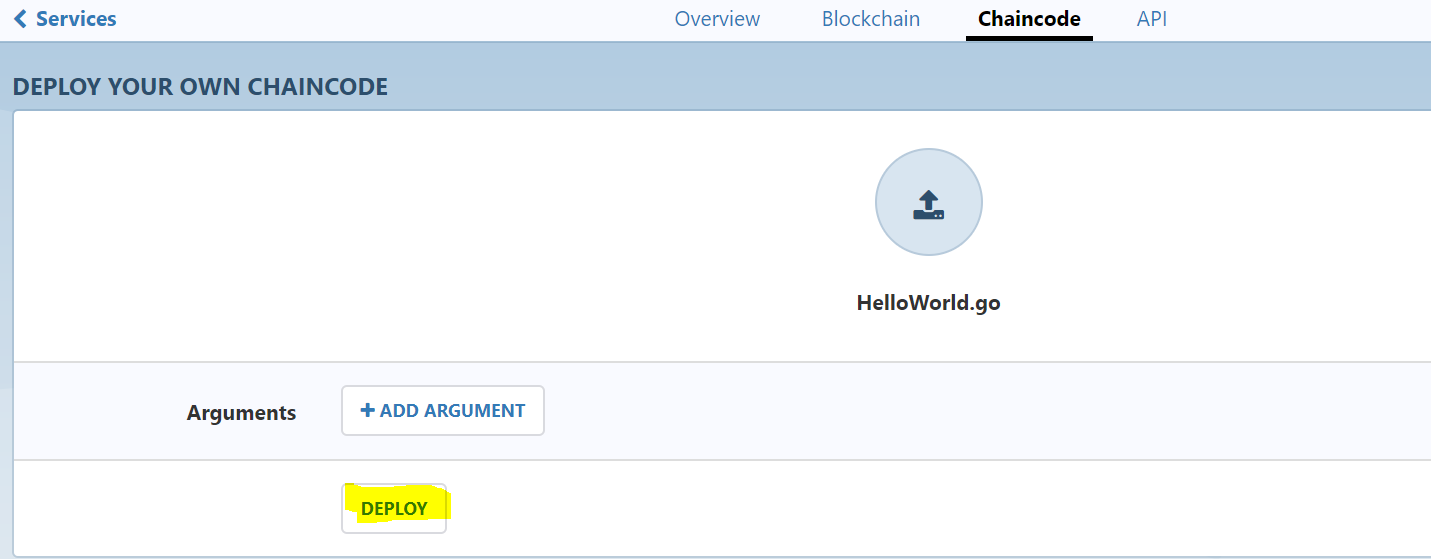 Services
Overview
Blockchain
Chaincode
API
DEPLOY YOUR OWN CHAINCODE
HelloWorld.go
Arguments
ADD ARGUMENT
DEPLOY